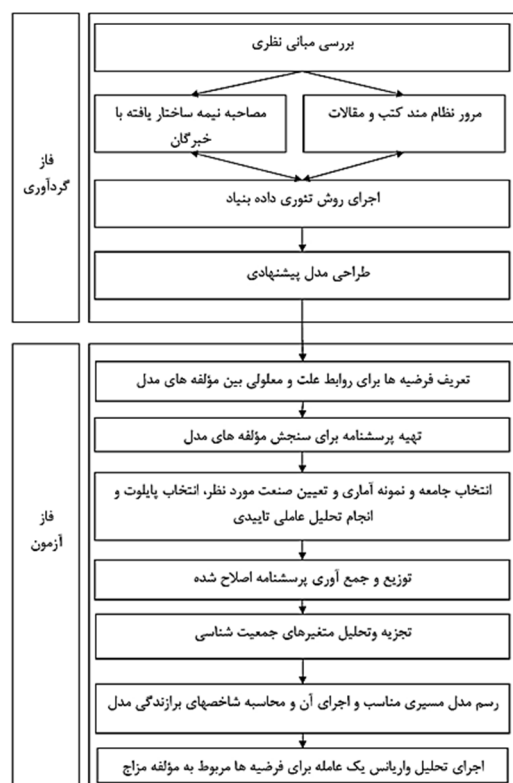 بررسی مبانی نظری
مرور نظام مند کتب و مقالات
مصاحبه نیمه ساختار یافته با
خبرگان
فاز
گردآوری
اجرای روش تئوری داده بنیاد
طراحی مدل پیشنهادی
تعریف فرضیه ها برای روابط علت و معلولی بین مؤلفه های مدل
تهیه پرسشنامه برای سنجش مؤلفه های مدل
انتخاب جامعه و نمونه آماری و تعیین صنعت مورد نظر، انتخاب پایلوت و
انجام تحلیل عاملی تاییدی
فاز
آزمون
توزیع و جمع آوری پرسشنامه اصلاح شده
تجزیه وتحلیل متغیرهای جمعیت شناسی
رسم مدل مسیری مناسب و اجرای آن و محاسبه شاخصهای برازندگی مدل
اجرای تحلیل واریانس یک عامله برای فرضیه ها مربوط به مؤلفه مزاج